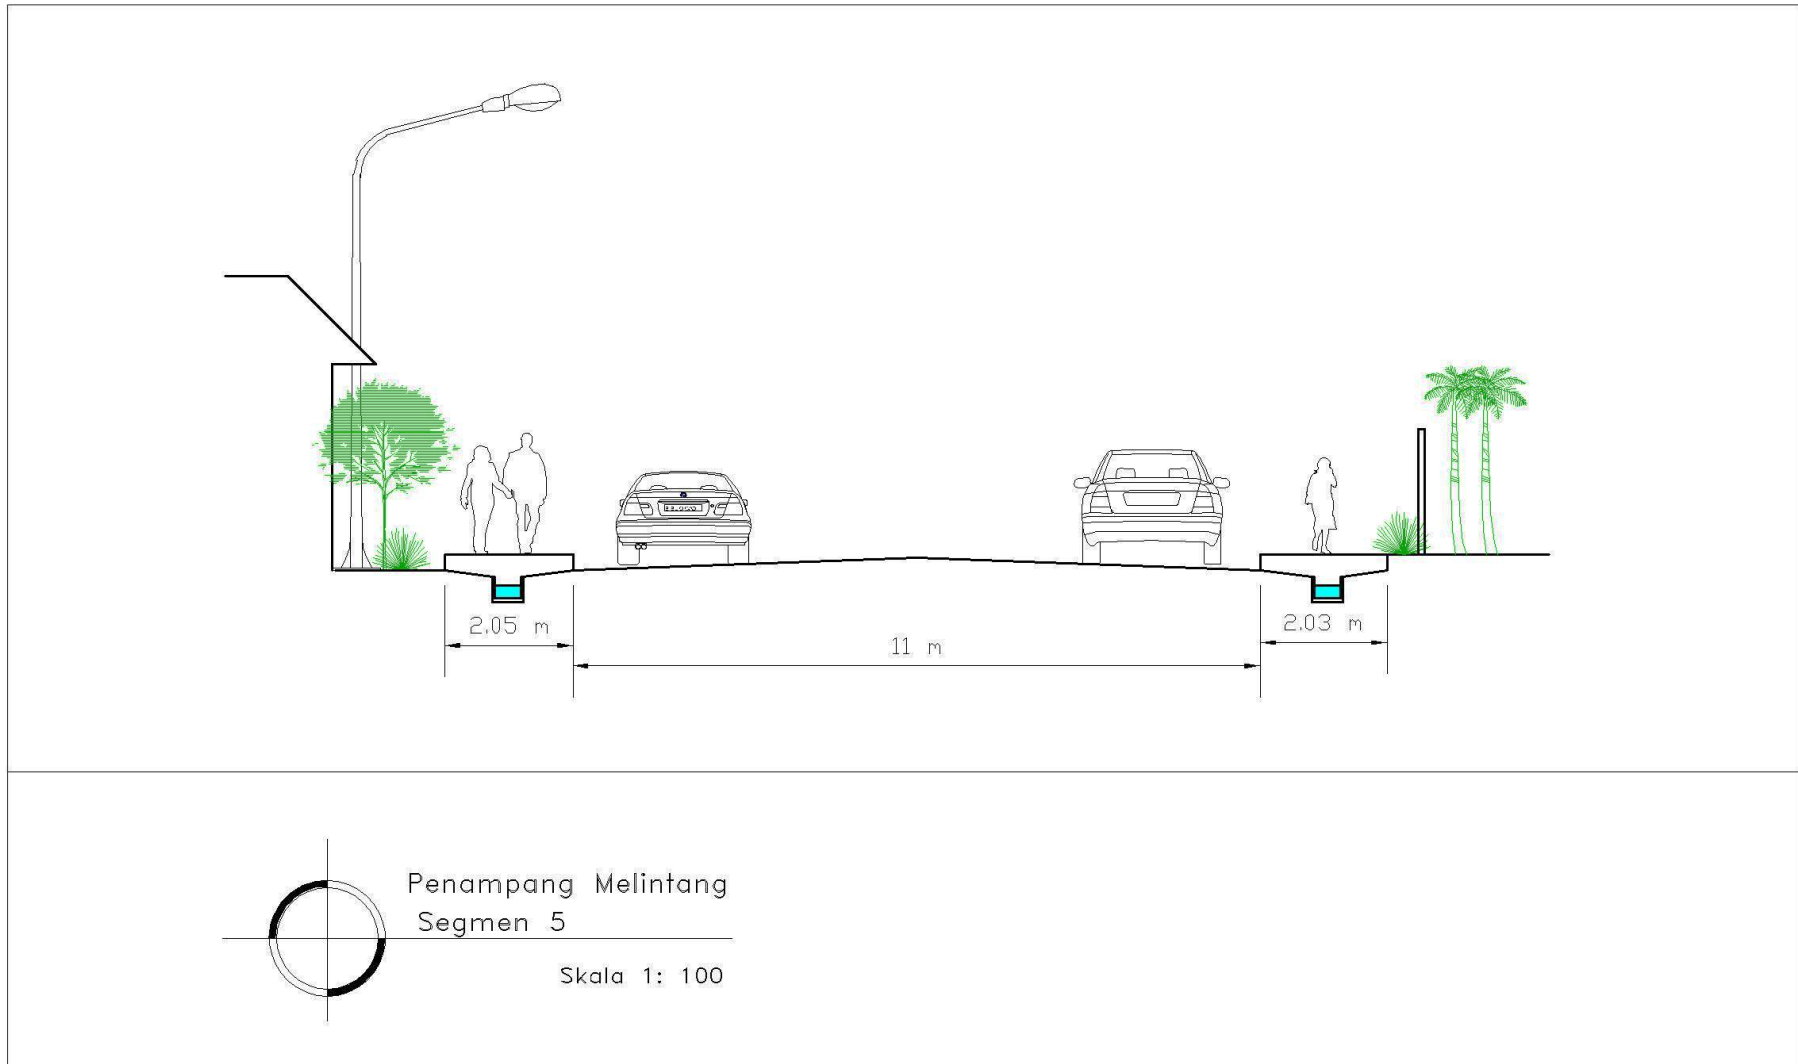 2.05 m
11 m
2.03 m
Penampang Melintang
Segmen 5
Skala 1: 100